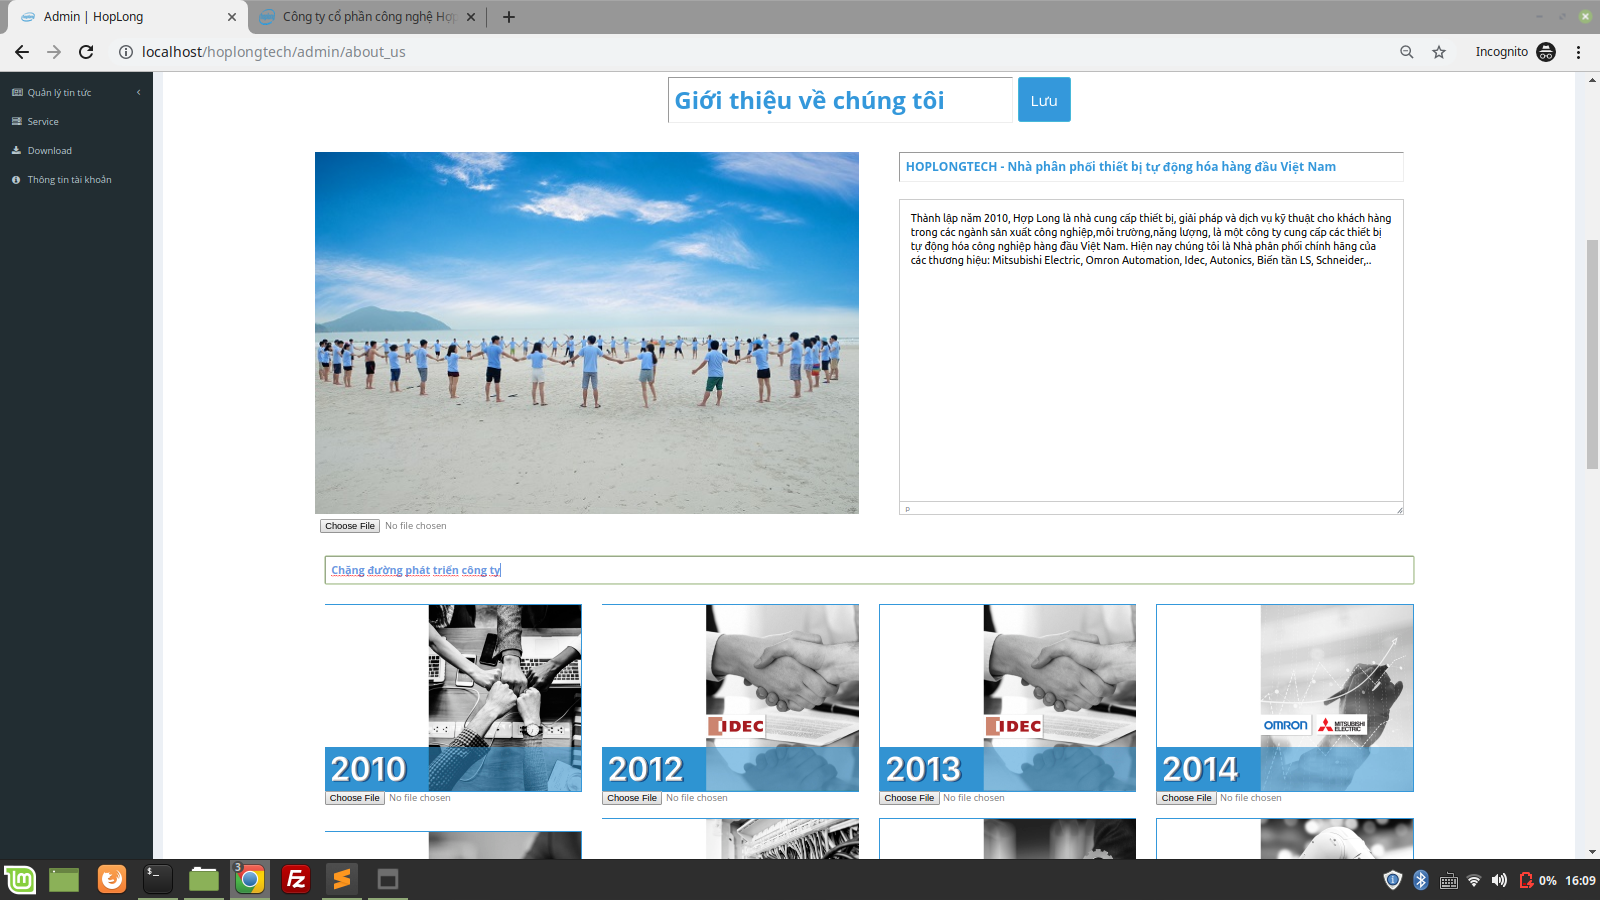 Admin | HopLong
Công ty cổ phần công nghệ Hợp
localhost/hoplongtech/admin/about_us
Incognito
Quản lý tin tức
Service
Download
Thông tin tài khoản
Giới thiệu về chúng tôi
Lưu
HOPLONGTECH - Nhà phân phối thiết bị tự động hóa hàng đầu Việt Nam
Thành lập năm 2010, Hợp Long là nhà cung cấp thiết bị, giải pháp và dịch vụ kỹ thuật cho khách hàng
trong các ngành sản xuất công nghiệp,môi trường,năng lượng, là một công ty cung cấp các thiết bị
tự động hóa công nghiệp hàng đầu Việt Nam. Hiện nay chúng tôi là Nhà phân phối chính hãng của
các thương hiệu: Mitsubishi Electric, Omron Automation, Idec, Autonics, Biến tần LS, Schneider,..
P
Choose File No file chosen
Chặng đường phát triển công ty
IDEC
IDEC
OMRON
MITSUBISHI
ELECTRIC
2010
2012
2013
2014
Choose File No file chosen
Choose File No file chosen
Choose File No file chosen
Choose File No file chosen
3
0%
16:09